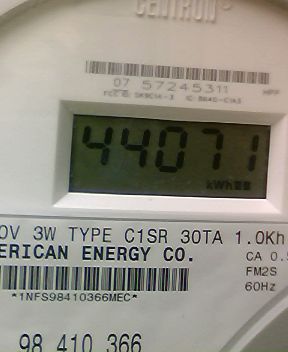 CENTRON®
07 57245311
44071
kWh
0V 3W TYPE C1SR 30TA 1.0Kh
ERICAN ENERGY CO.
CA 0.5
FM2S
*1NFS98410366MEC*
60Hz
98 410 366